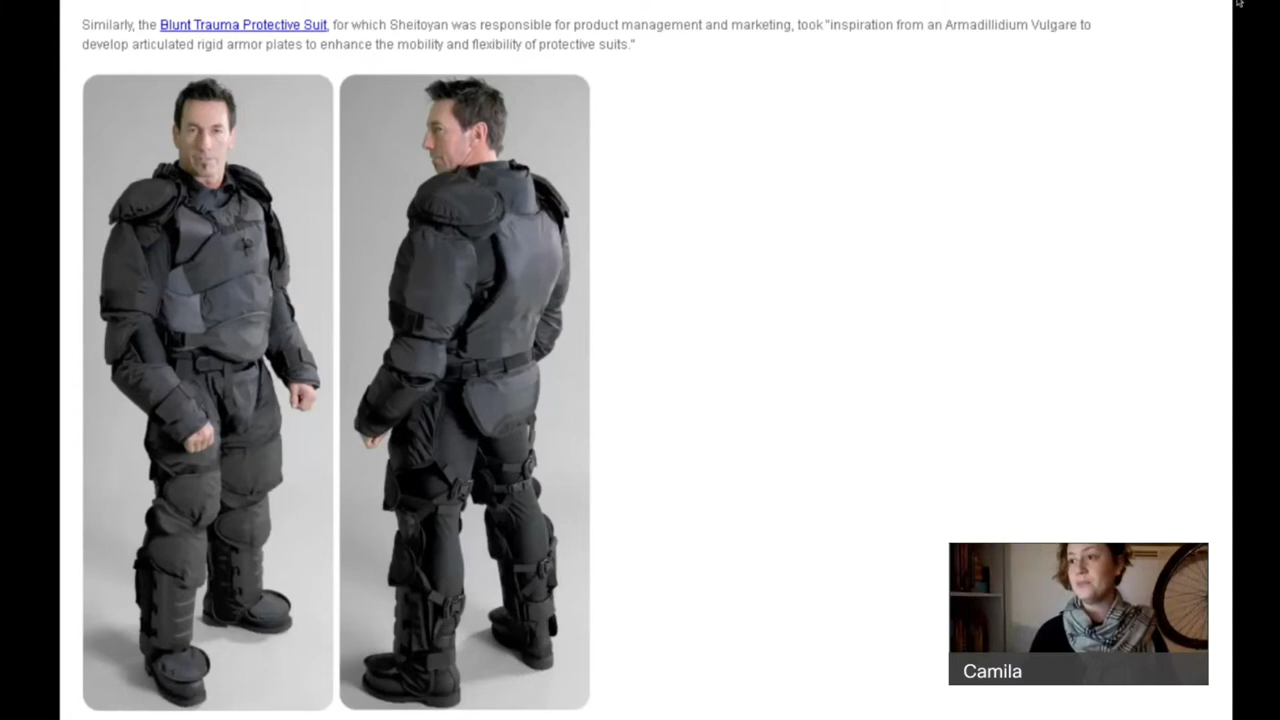 Similarly, the Blunt Trauma Protective Suit, for which Sheitoyan was responsible for product management and marketing, took "inspiration from an Armadillidium Vulgare to
develop articulated rigid armor plates to enhance the mobility and flexibility of protective suits."
Camila